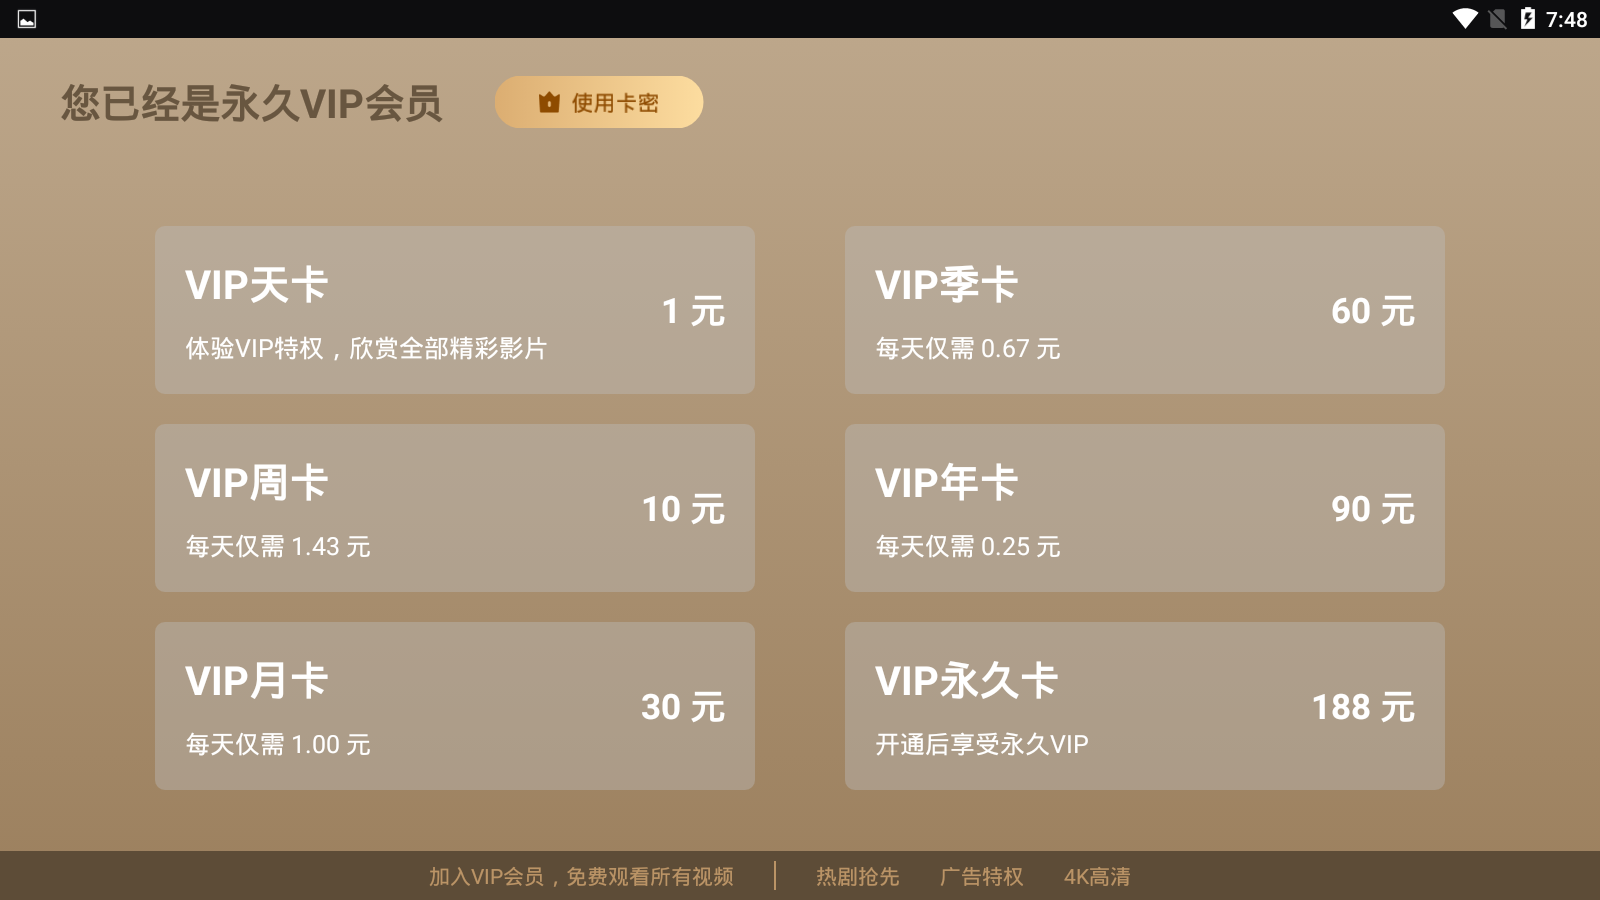 7:48
您已经是永久VIP会员
使用卡密
VIP天卡
1 元
体验VIP特权，欣赏全部精彩影片
VIP季卡
60 元
每天仅需 0.67 元
VIP周卡
10 元
每天仅需 1.43 元
VIP年卡
90 元
每天仅需 0.25 元
VIP月卡
30 元
每天仅需 1.00 元
VIP永久卡
188 元
开通后享受永久VIP
加入VIP会员，免费观看所有视频
热剧抢先 广告特权 4K高清